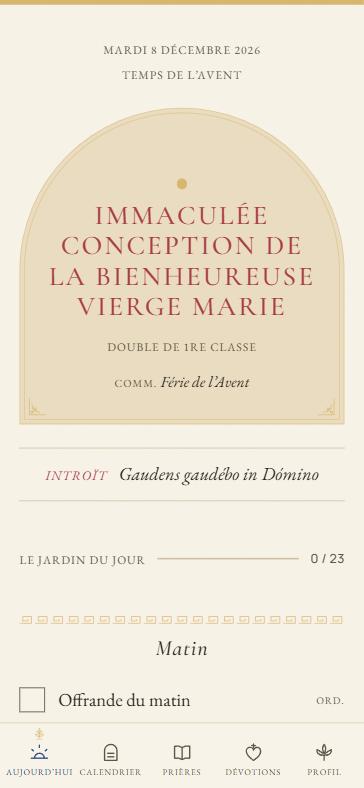 MARDI 8 DÉCEMBRE 2026
TEMPS DE L'AVENT
IMMACULÉE
CONCEPTION DE
LA BIENHEUREUSE
VIERGE MARIE
DOUBLE DE 1RE CLASSE
COMM. Férie de l'Avent
INTROÏT Gaudens gaudébo in Dómino
LE JARDIN DU JOUR 0 / 23
Matin
Offrande du matin ORD.
AUJOURD'HUI CALENDRIER PRIÈRES DÉVOTIONS PROFIL